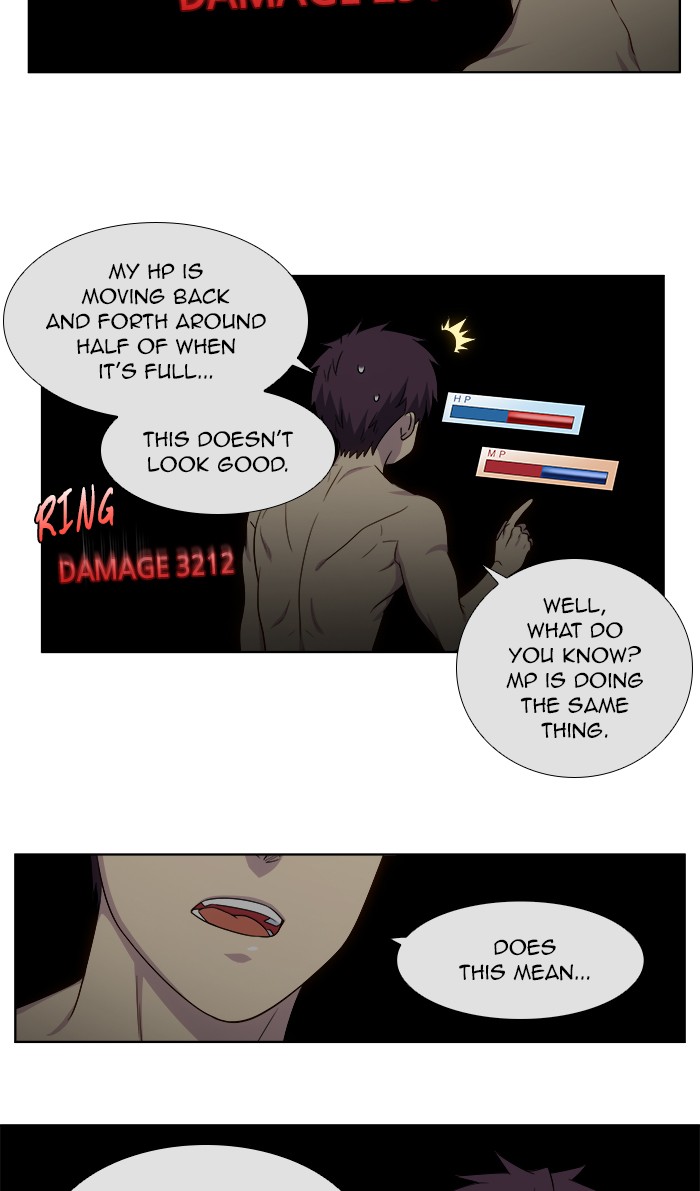 DAMAGE
MY HP IS
MOVING BACK
AND FORTH AROUND
HALF OF WHEN
IT'S FULL...
THIS DOESN'T
LOOK GOOD.
HP
MP
RING
DAMAGE 3212
WELL,
WHAT DO
YOU KNOW?
MP IS DOING
THE SAME
THING.
DOES
THIS MEAN...